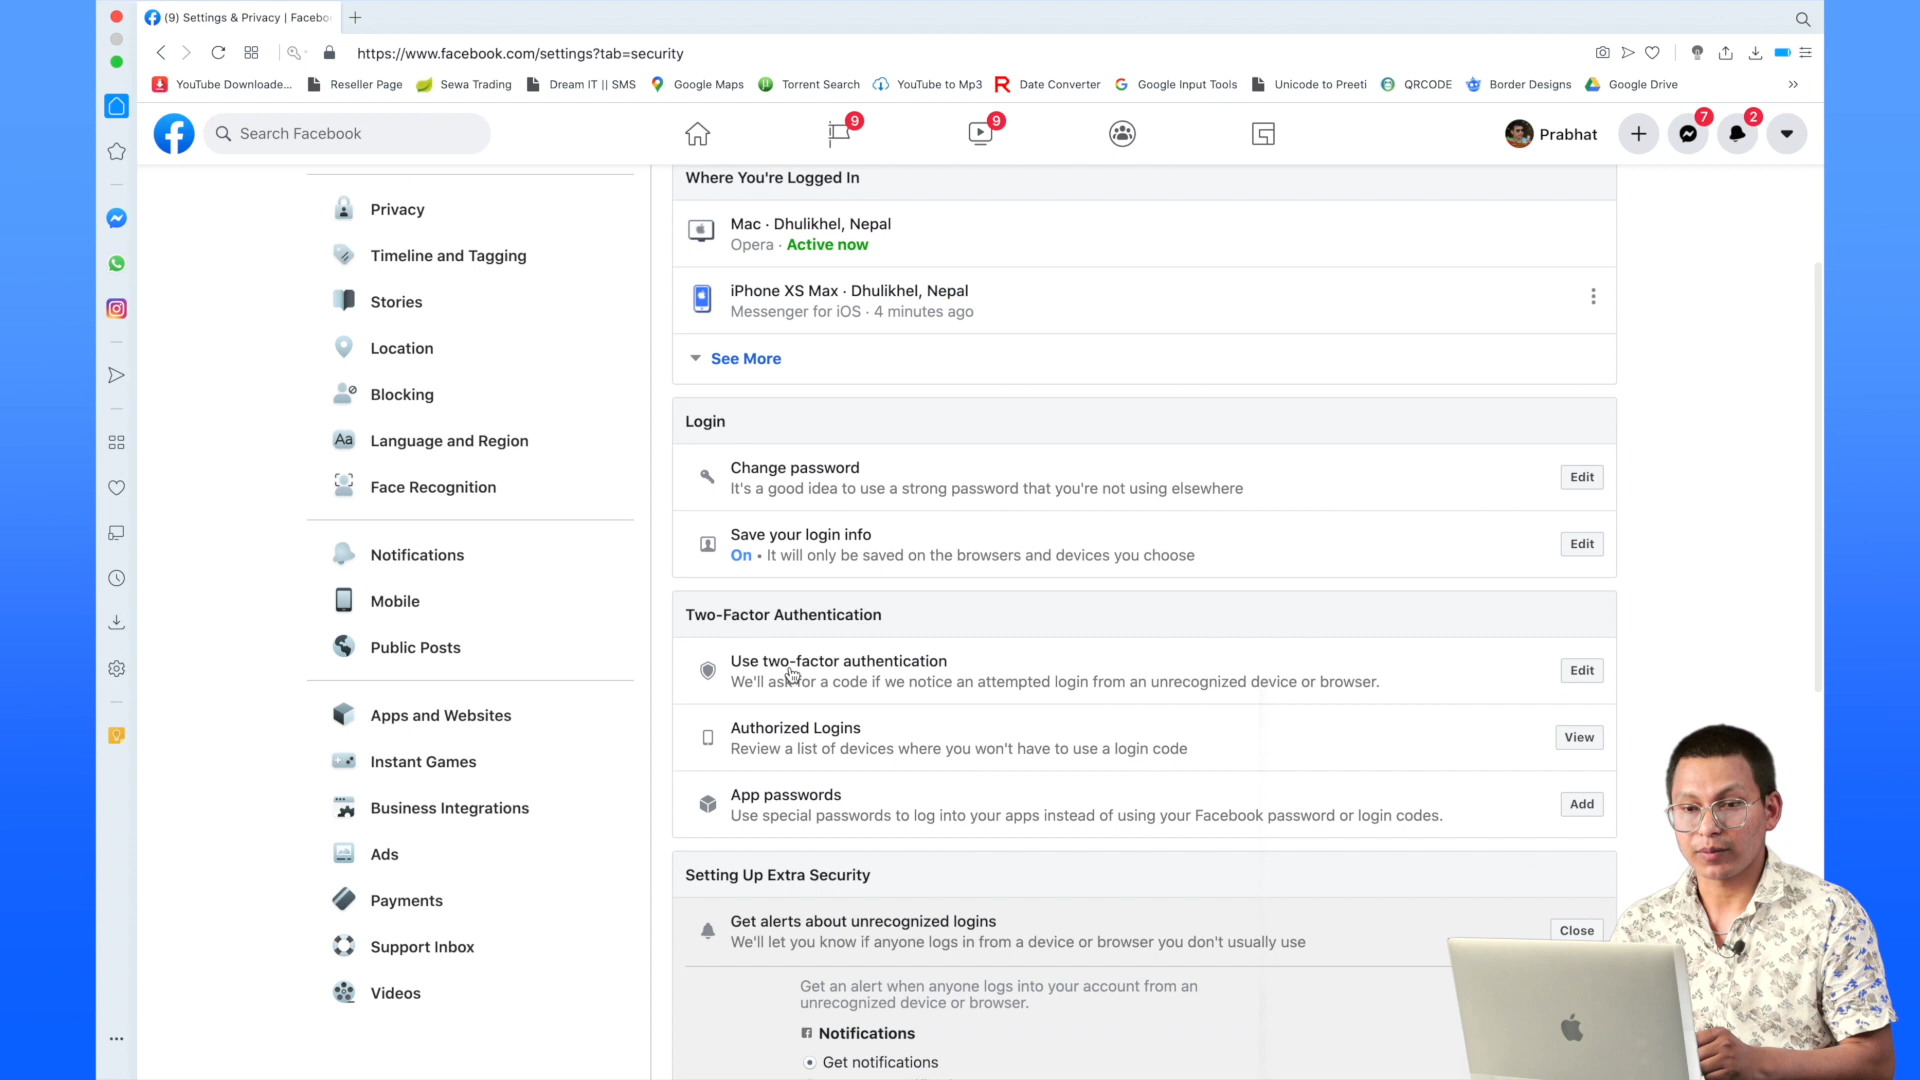 (9) Settings & Privacy | Facebo
https://www.facebook.com/settings?tab=security
YouTube Downloade...
Reseller Page
Sewa Trading
Dream IT || SMS
Google Maps
Torrent Search
YouTube to Mp3
Date Converter
Google Input Tools
Unicode to Preeti
QRCODE
Border Designs
Google Drive
Search Facebook
9
9
Prabhat
7
2
Privacy
Timeline and Tagging
Stories
Location
Blocking
Aa Language and Region
Face Recognition
Notifications
Mobile
Public Posts
Apps and Websites
Instant Games
Business Integrations
Ads
Payments
Support Inbox
Videos
Where You're Logged In
Mac · Dhulikhel, Nepal
Opera · Active now
iPhone XS Max · Dhulikhel, Nepal
Messenger for iOS · 4 minutes ago
See More
Login
Change password
It's a good idea to use a strong password that you're not using elsewhere
Edit
Save your login info
On • It will only be saved on the browsers and devices you choose
Edit
Two-Factor Authentication
Use two-factor authentication
We'll ask for a code if we notice an attempted login from an unrecognized device or browser.
Edit
Authorized Logins
Review a list of devices where you won't have to use a login code
View
App passwords
Use special passwords to log into your apps instead of using your Facebook password or login codes.
Add
Setting Up Extra Security
Get alerts about unrecognized logins
We'll let you know if anyone logs in from a device or browser you don't usually use
Close
Get an alert when anyone logs into your account from an
unrecognized device or browser.
Notifications
Get notifications